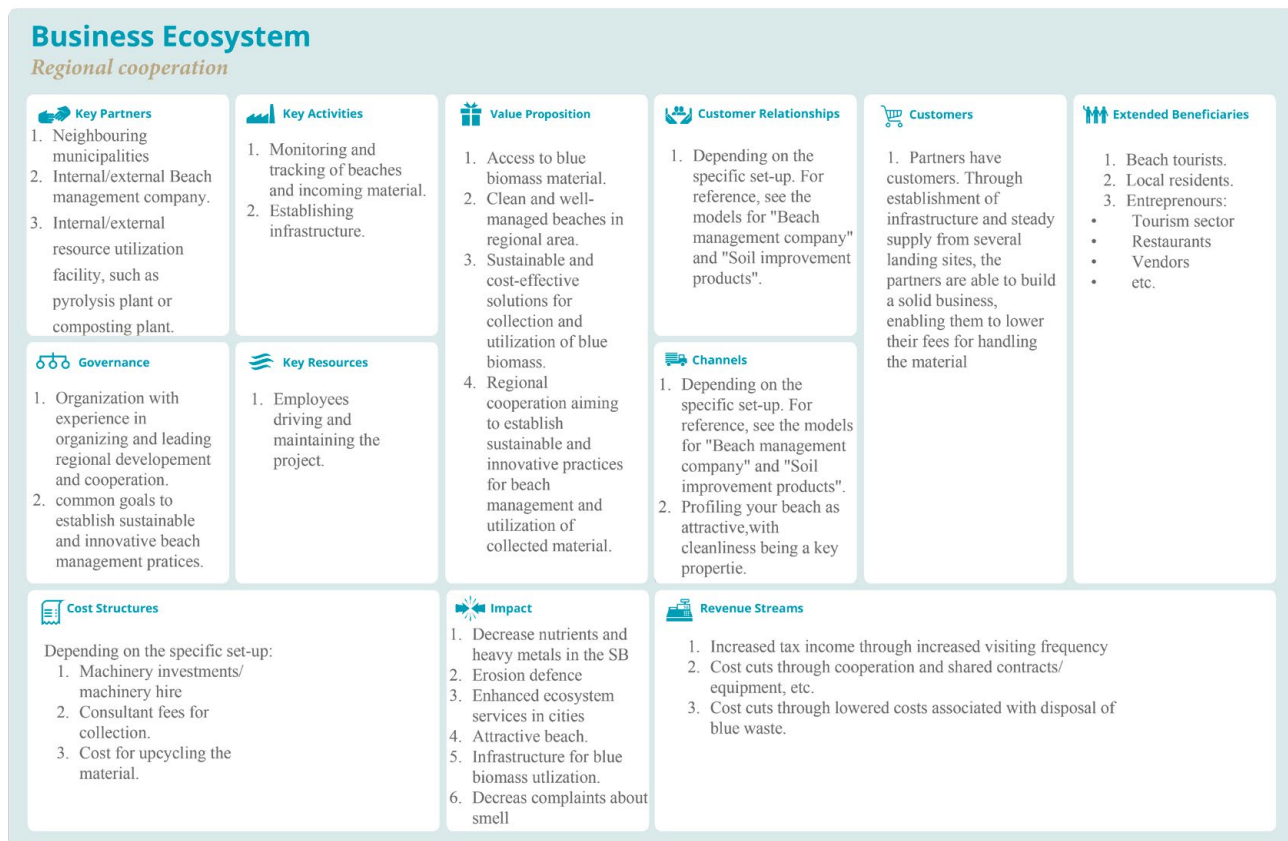 Business Ecosystem
Regional cooperation
Key Partners
1. Neighbouring
municipalities
2. Internal/external Beach
management company.
3. Internal/external
resource utilization
facility, such as
pyrolysis plant or
composting plant.
Key Activities
1. Monitoring and
tracking of beaches
and incoming material.
2. Establishing
infrastructure.
Value Proposition
1. Access to blue
biomass material.
2. Clean and well-
managed beaches in
regional area.
3. Sustainable and
cost-effective
solutions for
collection and
utilization of blue
biomass.
4. Regional
cooperation aiming
to establish
sustainable and
innovative practices
for beach
management and
utilization of
collected material.
Customer Relationships
1. Depending on the
specific set-up. For
reference, see the
models for "Beach
management company"
and "Soil improvement
products".
Customers
1. Partners have
customers. Through
establishment of
infrastructure and steady
supply from several
landing sites, the
partners are able to build
a solid business,
enabling them to lower
their fees for handling
the material
Extended Beneficiaries
1. Beach tourists.
2. Local residents.
3. Entreprenours:
• Tourism sector
• Restaurants
• Vendors
• etc.
Governance
1. Organization with
experience in
organizing and leading
regional developement
and cooperation.
2. common goals to
establish sustainable
and innovative beach
management pratices.
Key Resources
1. Employees
driving and
maintaining the
project.
Channels
1. Depending on the
specific set-up. For
reference, see the models
for "Beach management
company" and "Soil
improvement products".
2. Profiling your beach as
attractive,with
cleanliness being a key
propertie.
Cost Structures
Depending on the specific set-up:
1. Machinery investments/
machinery hire
2. Consultant fees for
collection.
3. Cost for upcycling the
material.
Impact
1. Decrease nutrients and
heavy metals in the SB
2. Erosion defence
3. Enhanced ecosystem
services in cities
4. Attractive beach.
5. Infrastructure for blue
biomass utlization.
6. Decreas complaints about
smell
Revenue Streams
1. Increased tax income through increased visiting frequency
2. Cost cuts through cooperation and shared contracts/
equipment, etc.
3. Cost cuts through lowered costs associated with disposal of
blue waste.